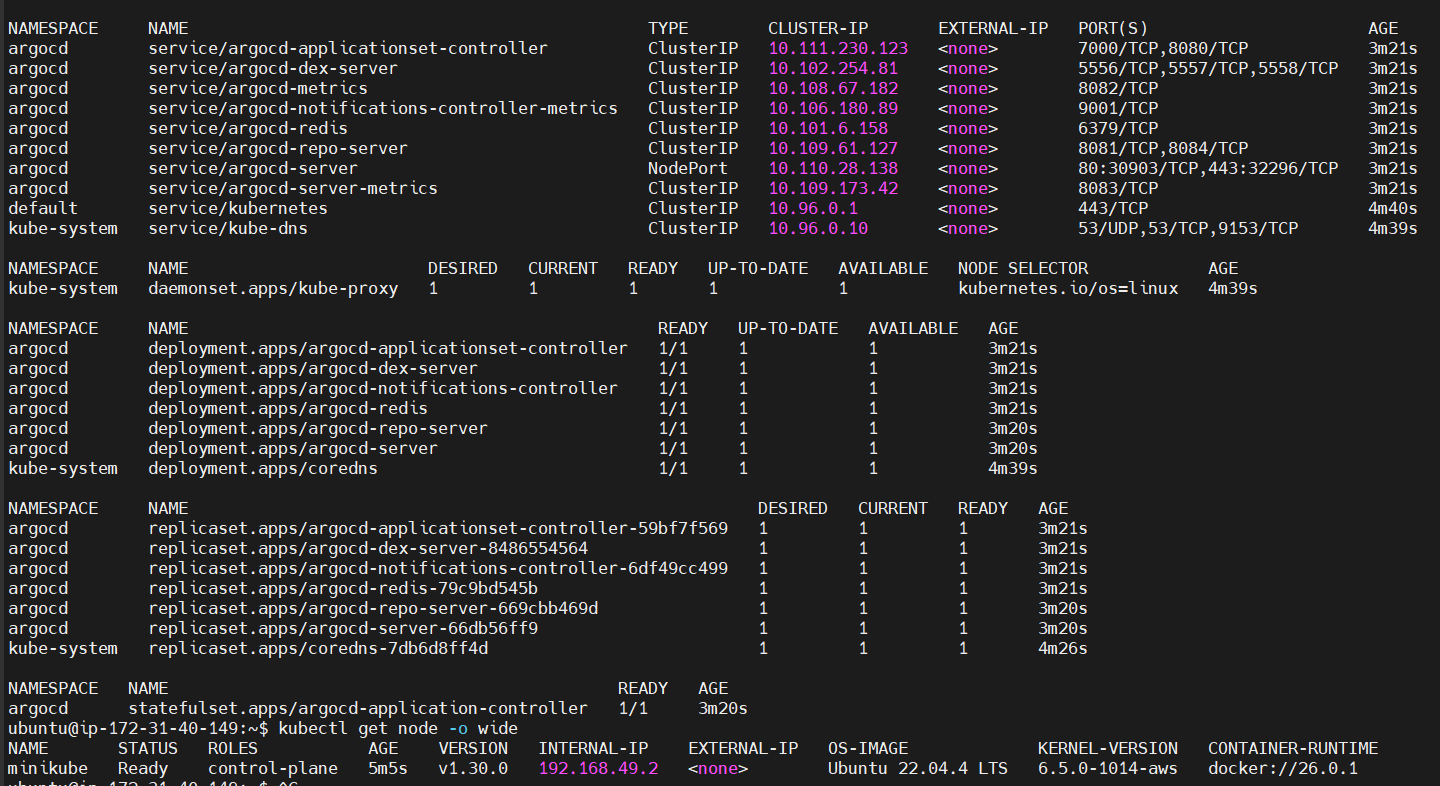 NAMESPACE NAME TYPE CLUSTER-IP EXTERNAL-IP PORT(S) AGE
argocd service/argocd-applicationset-controller ClusterIP 10.111.230.123 <none> 7000/TCP,8080/TCP 3m21s
argocd service/argocd-dex-server ClusterIP 10.102.254.81 <none> 5556/TCP,5557/TCP,5558/TCP 3m21s
argocd service/argocd-metrics ClusterIP 10.108.67.182 <none> 8082/TCP 3m21s
argocd service/argocd-notifications-controller-metrics ClusterIP 10.106.180.89 <none> 9001/TCP 3m21s
argocd service/argocd-redis ClusterIP 10.101.6.158 <none> 6379/TCP 3m21s
argocd service/argocd-repo-server ClusterIP 10.109.61.127 <none> 8081/TCP,8084/TCP 3m21s
argocd service/argocd-server NodePort 10.110.28.138 <none> 80:30903/TCP,443:32296/TCP 3m21s
argocd service/argocd-server-metrics ClusterIP 10.109.173.42 <none> 8083/TCP 3m21s
default service/kubernetes ClusterIP 10.96.0.1 <none> 443/TCP 4m40s
kube-system service/kube-dns ClusterIP 10.96.0.10 <none> 53/UDP,53/TCP,9153/TCP 4m39s
NAMESPACE NAME DESIRED CURRENT READY UP-TO-DATE AVAILABLE NODE SELECTOR AGE
kube-system daemonset.apps/kube-proxy 1 1 1 1 1 kubernetes.io/os=linux 4m39s
NAMESPACE NAME READY UP-TO-DATE AVAILABLE AGE
argocd deployment.apps/argocd-applicationset-controller 1/1 1 1 3m21s
argocd deployment.apps/argocd-dex-server 1/1 1 1 3m21s
argocd deployment.apps/argocd-notifications-controller 1/1 1 1 3m21s
argocd deployment.apps/argocd-redis 1/1 1 1 3m21s
argocd deployment.apps/argocd-repo-server 1/1 1 1 3m20s
argocd deployment.apps/argocd-server 1/1 1 1 3m20s
kube-system deployment.apps/coredns 1/1 1 1 4m39s
NAMESPACE NAME DESIRED CURRENT READY AGE
argocd replicaset.apps/argocd-applicationset-controller-59bf7f569 1 1 1 3m21s
argocd replicaset.apps/argocd-dex-server-8486554564 1 1 1 3m21s
argocd replicaset.apps/argocd-notifications-controller-6df49cc499 1 1 1 3m21s
argocd replicaset.apps/argocd-redis-79c9bd545b 1 1 1 3m21s
argocd replicaset.apps/argocd-repo-server-669cbb469d 1 1 1 3m20s
argocd replicaset.apps/argocd-server-66db56ff9 1 1 1 3m20s
kube-system replicaset.apps/coredns-7db6d8ff4d 1 1 1 4m26s
NAMESPACE NAME READY AGE
argocd statefulset.apps/argocd-application-controller 1/1 3m20s
ubuntu@ip-172-31-40-149:~$ kubectl get node -o wide
NAME STATUS ROLES AGE VERSION INTERNAL-IP EXTERNAL-IP OS-IMAGE KERNEL-VERSION CONTAINER-RUNTIME
minikube Ready control-plane 5m5s v1.30.0 192.168.49.2 <none> Ubuntu 22.04.4 LTS 6.5.0-1014-aws docker://26.0.1